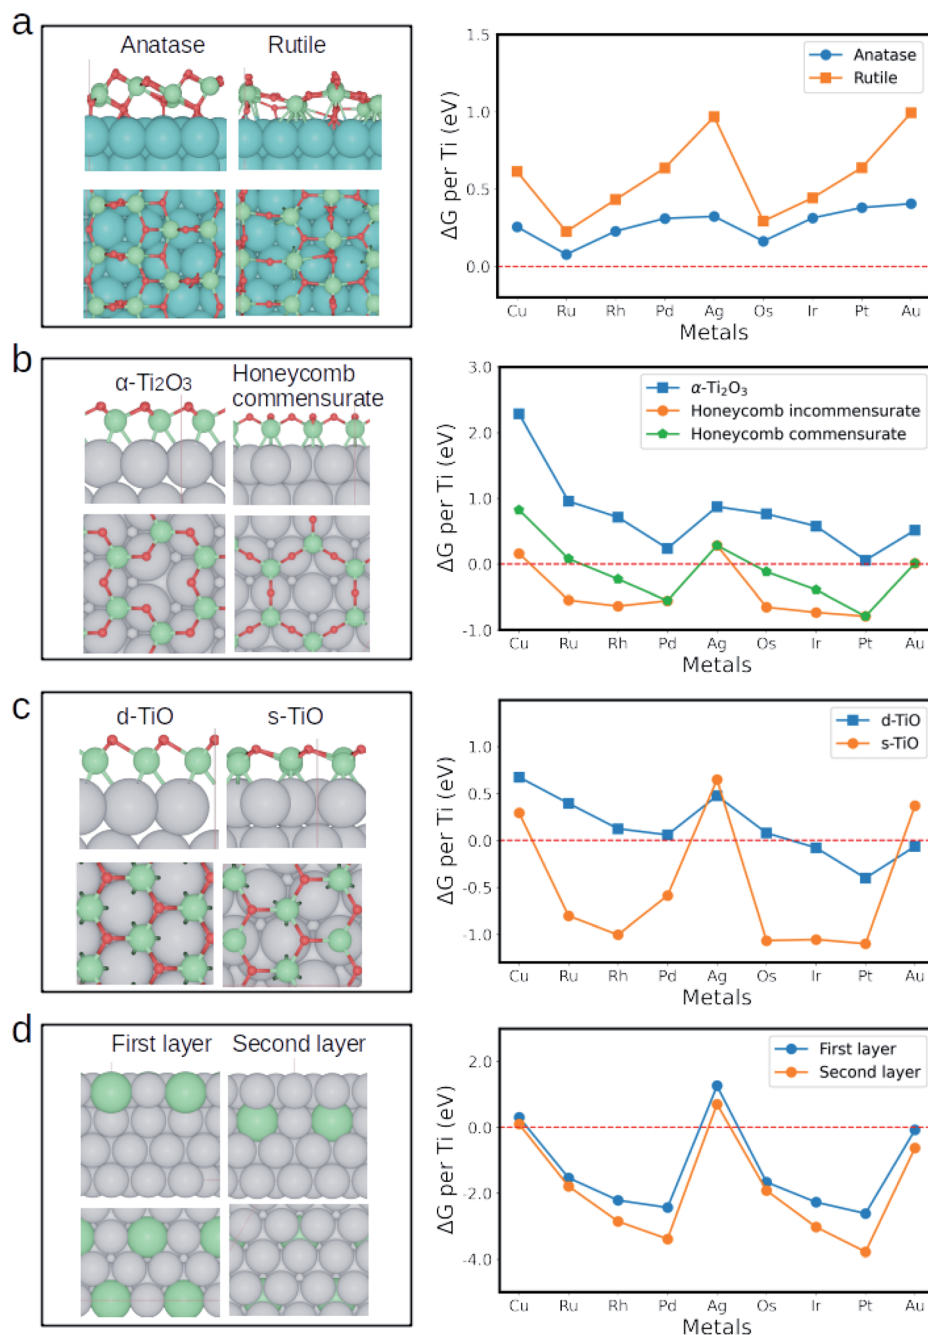 a
Anatase Rutile
1.5
1.0
0.5
0.0
ΔG per Ti (eV)
Anatase
Rutile
Cu Ru Rh Pd Ag Os Ir Pt Au
Metals
b
α-Ti₂O₃ Honeycomb
commensurate
3.0
2.0
1.0
0.0
-1.0
ΔG per Ti (eV)
α-Ti₂O₃
Honeycomb incommensurate
Honeycomb commensurate
Cu Ru Rh Pd Ag Os Ir Pt Au
Metals
c
d-TiO s-TiO
1.0
0.5
0.0
-0.5
-1.0
ΔG per Ti (eV)
d-TiO
s-TiO
Cu Ru Rh Pd Ag Os Ir Pt Au
Metals
d
First layer Second layer
2.0
0.0
-2.0
-4.0
ΔG per Ti (eV)
First layer
Second layer
Cu Ru Rh Pd Ag Os Ir Pt Au
Metals